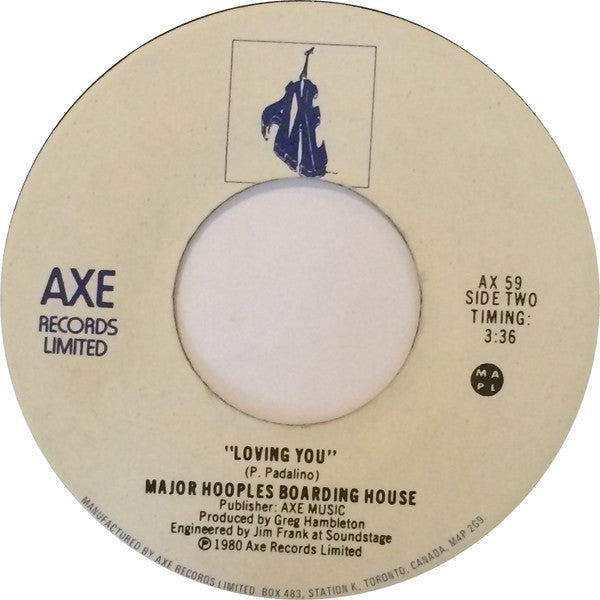 AXE
RECORDS
LIMITED
AX 59
SIDE TWO
TIMING:
3:36
M A
P L
"LOVING YOU"
(P. Padalino)
MAJOR HOOPLES BOARDING HOUSE
Publisher: AXE MUSIC
Produced by Greg Hambleton
Engineered by Jim Frank at Soundstage
℗ 1980 Axe Records Limited
MANUFACTURED BY AXE RECORDS LIMITED, BOX 483, STATION K, TORONTO, CANADA, M4P 2G9